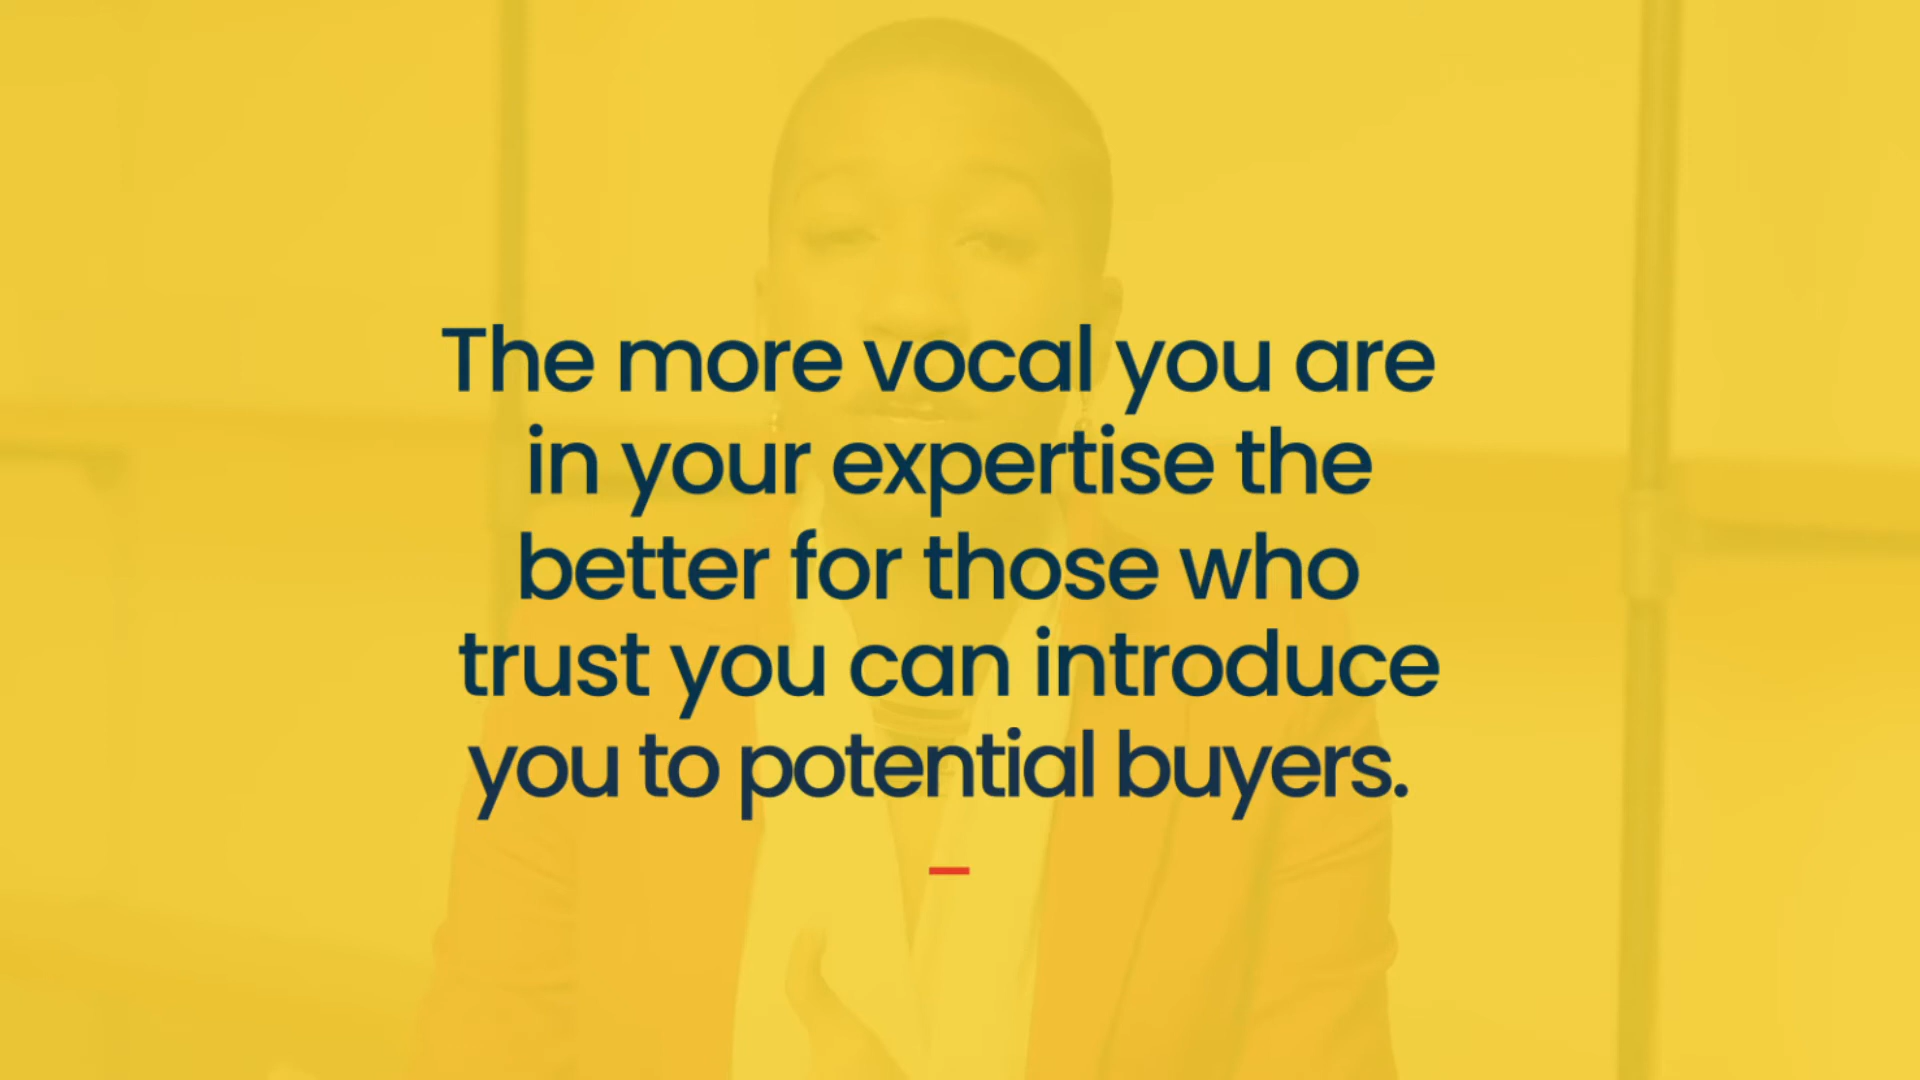 The more vocal you are
in your expertise the
better for those who
trust you can introduce
you to potential buyers.